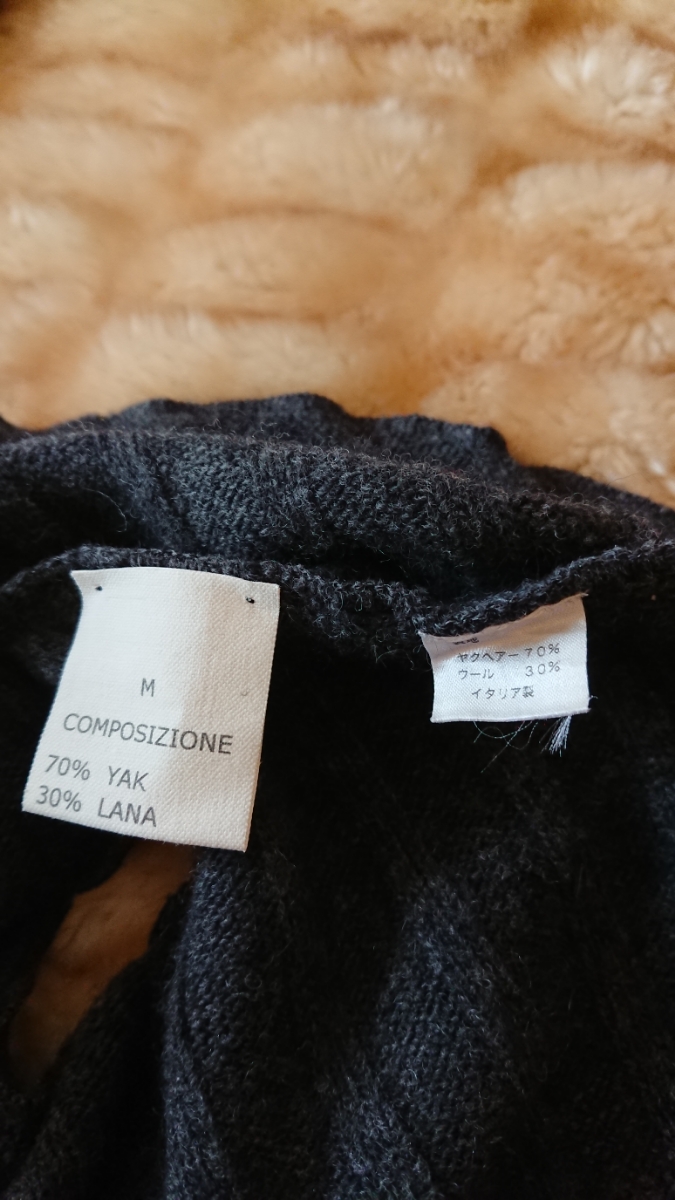 M
COMPOSIZIONE
70% YAK
30% LANA
ヤクヘアー 70%
ウール 30%
イタリア製